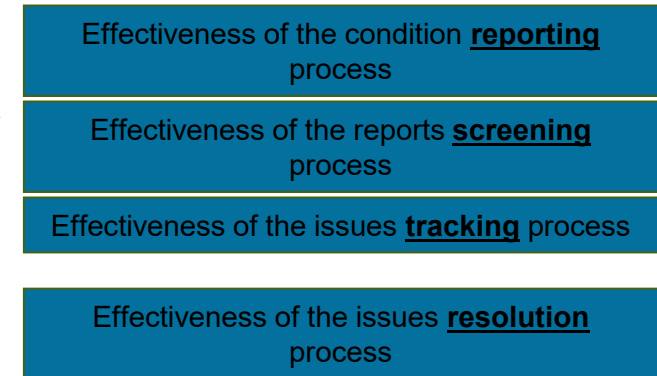 Effectiveness of the condition reporting
process
Effectiveness of the reports screening
process
Effectiveness of the issues tracking process
Effectiveness of the issues resolution
process